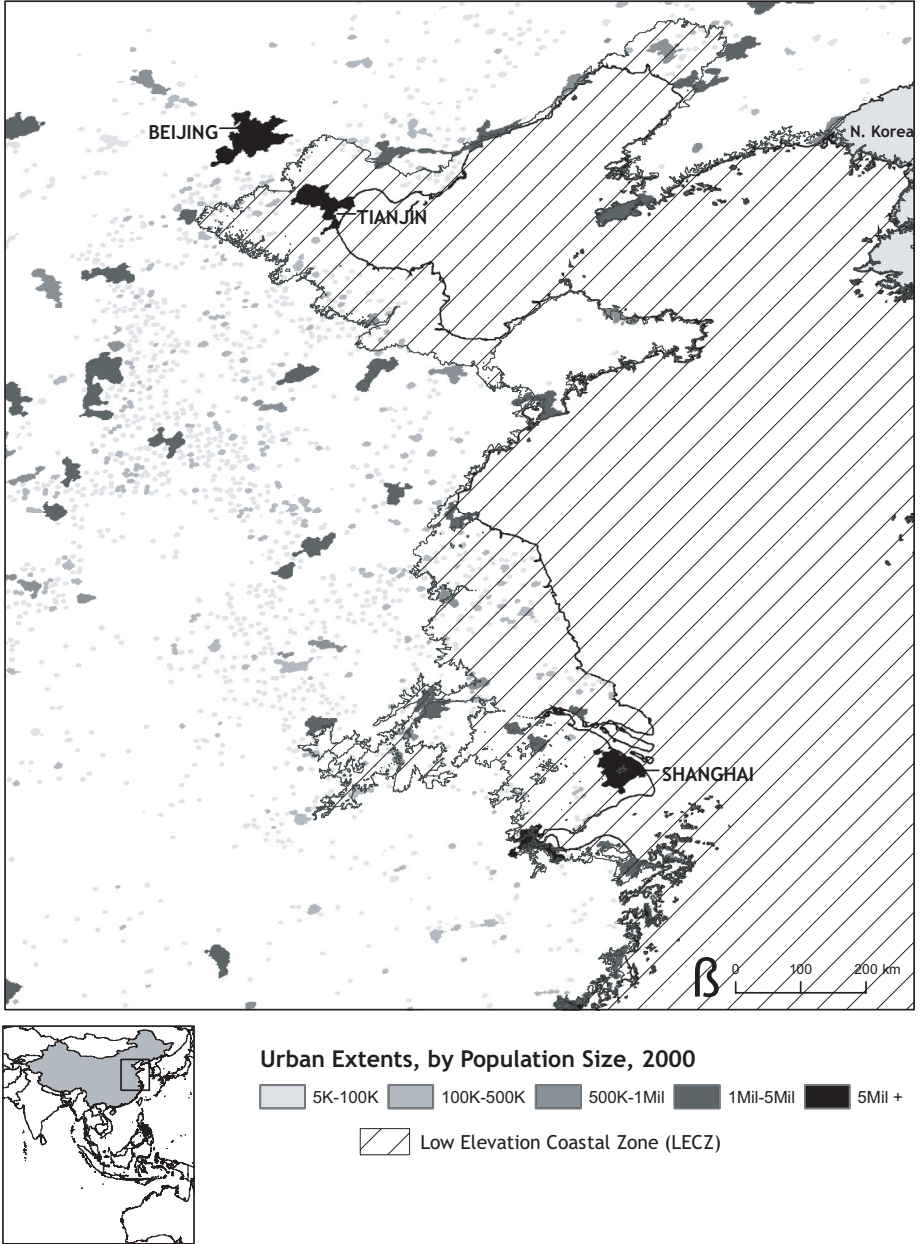 BEIJING
N. Korea
TIANJIN
SHANGHAI
ß
0 100 200 km
Urban Extents, by Population Size, 2000
5K-100K 100K-500K 500K-1Mil 1Mil-5Mil 5Mil +
Low Elevation Coastal Zone (LECZ)